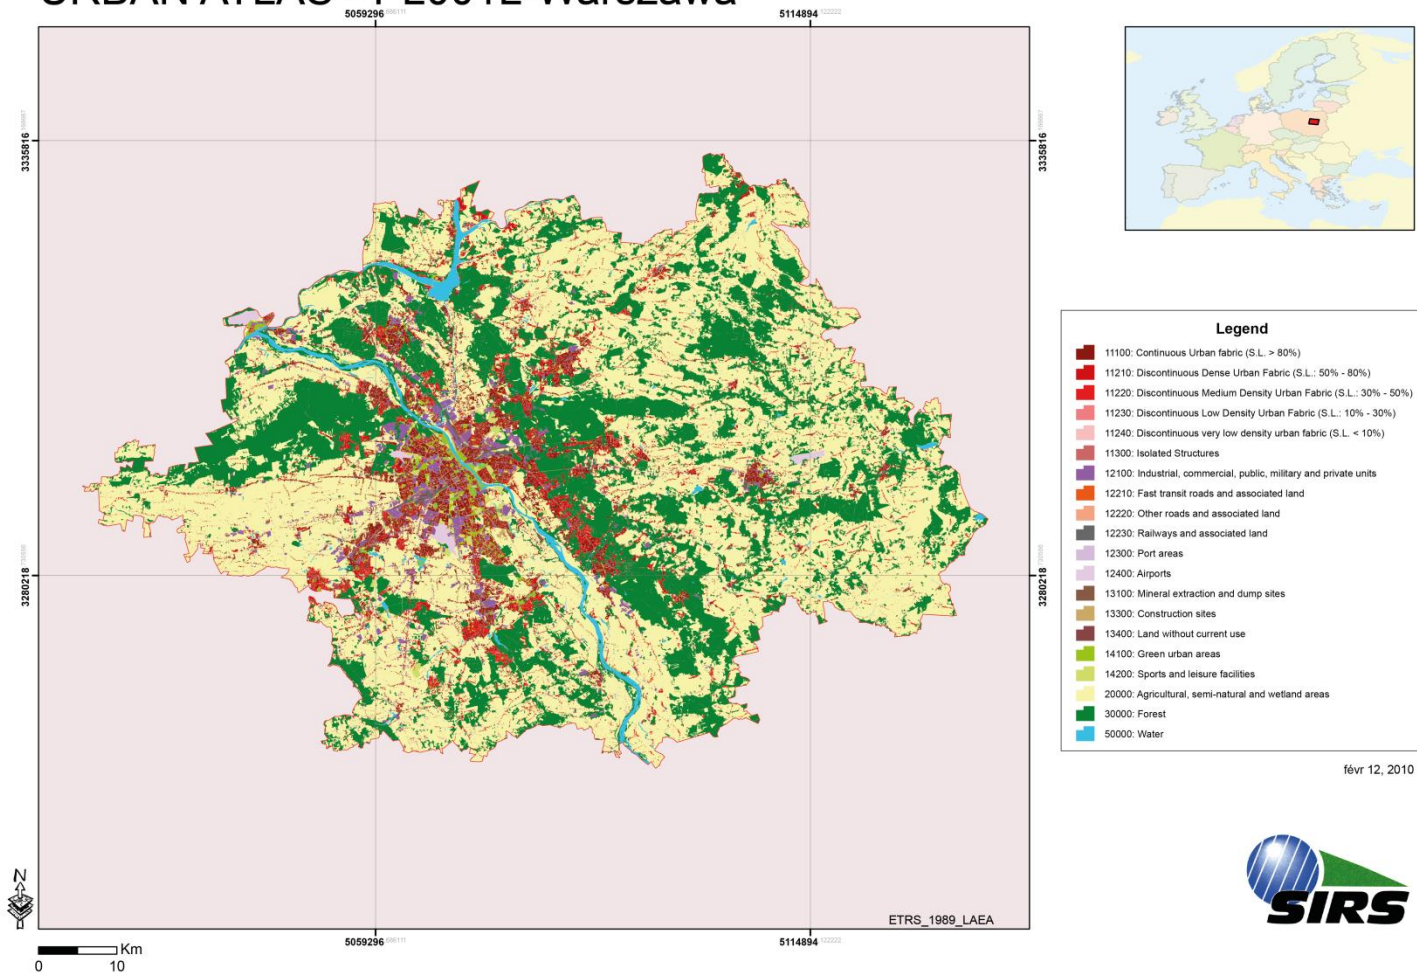 5059296
5114894
3335816
3335816
3280218
3280218
Legend
11100: Continuous Urban fabric (S.L. > 80%)
11210: Discontinuous Dense Urban Fabric (S.L.: 50% - 80%)
11220: Discontinuous Medium Density Urban Fabric (S.L.: 30% - 50%)
11230: Discontinuous Low Density Urban Fabric (S.L.: 10% - 30%)
11240: Discontinuous very low density urban fabric (S.L. < 10%)
11300: Isolated Structures
12100: Industrial, commercial, public, military and private units
12210: Fast transit roads and associated land
12220: Other roads and associated land
12230: Railways and associated land
12300: Port areas
12400: Airports
13100: Mineral extraction and dump sites
13300: Construction sites
13400: Land without current use
14100: Green urban areas
14200: Sports and leisure facilities
20000: Agricultural, semi-natural and wetland areas
30000: Forest
50000: Water
févr 12, 2010
SIRS
N
ETRS_1989_LAEA
5059296
5114894
Km
0 10